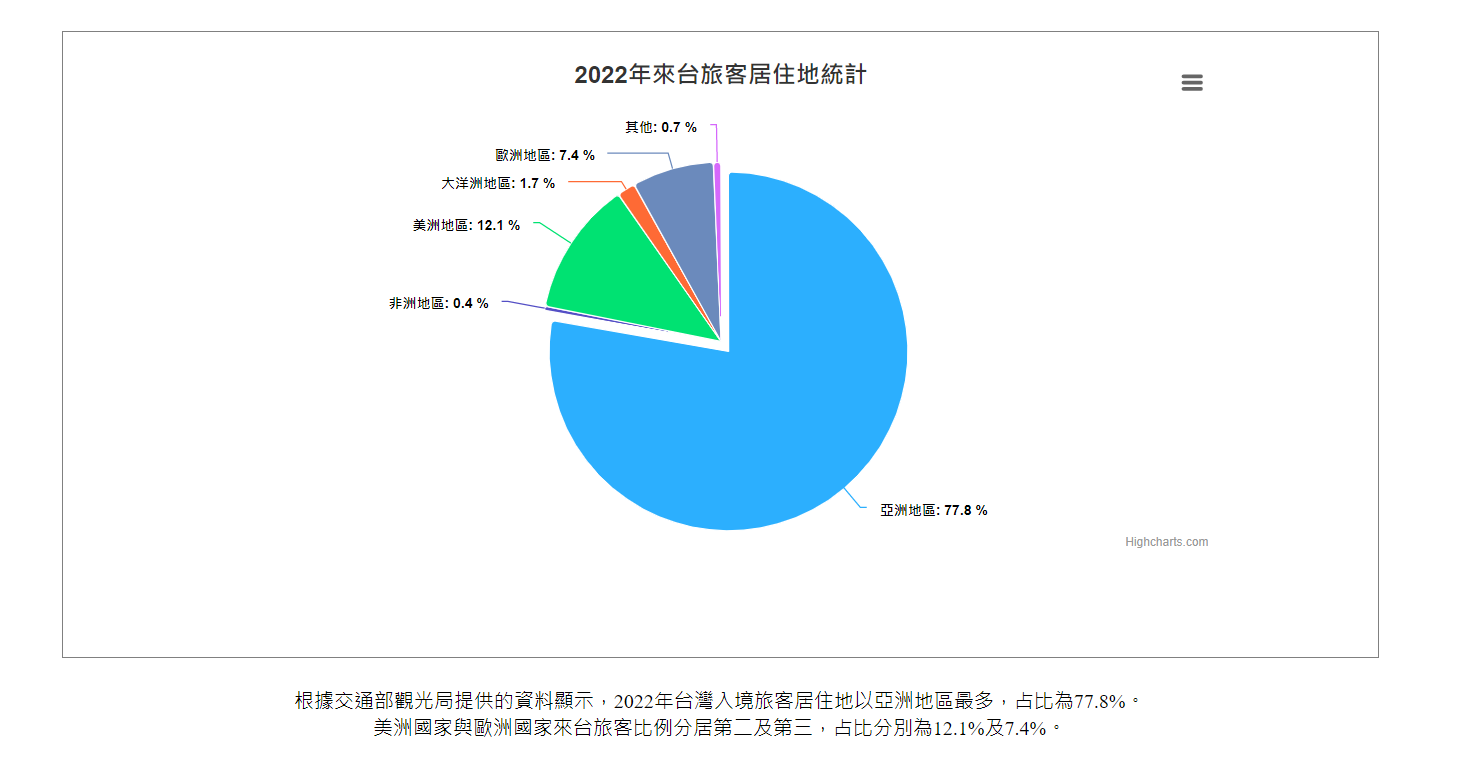 2022年來台旅客居住地統計
其他: 0.7 %
歐洲地區: 7.4 %
大洋洲地區: 1.7 %
美洲地區: 12.1 %
非洲地區: 0.4 %
亞洲地區: 77.8 %
Highcharts.com
根據交通部觀光局提供的資料顯示，2022年台灣入境旅客居住地以亞洲地區最多，占比為77.8%。
美洲國家與歐洲國家來台旅客比例分居第二及第三，占比分別為12.1%及7.4%。